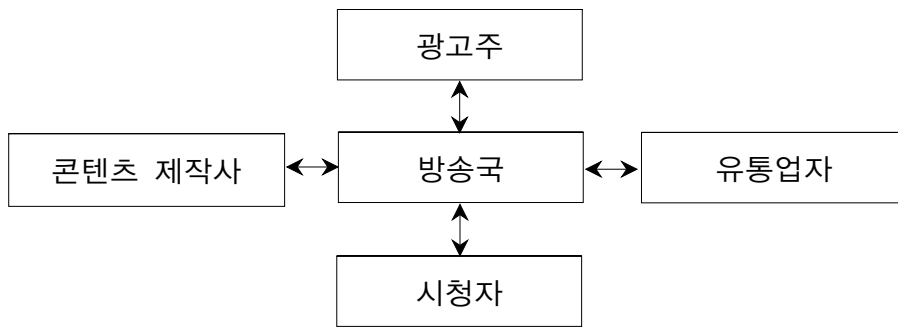 광고주
콘텐츠 제작사
방송국
유통업자
시청자